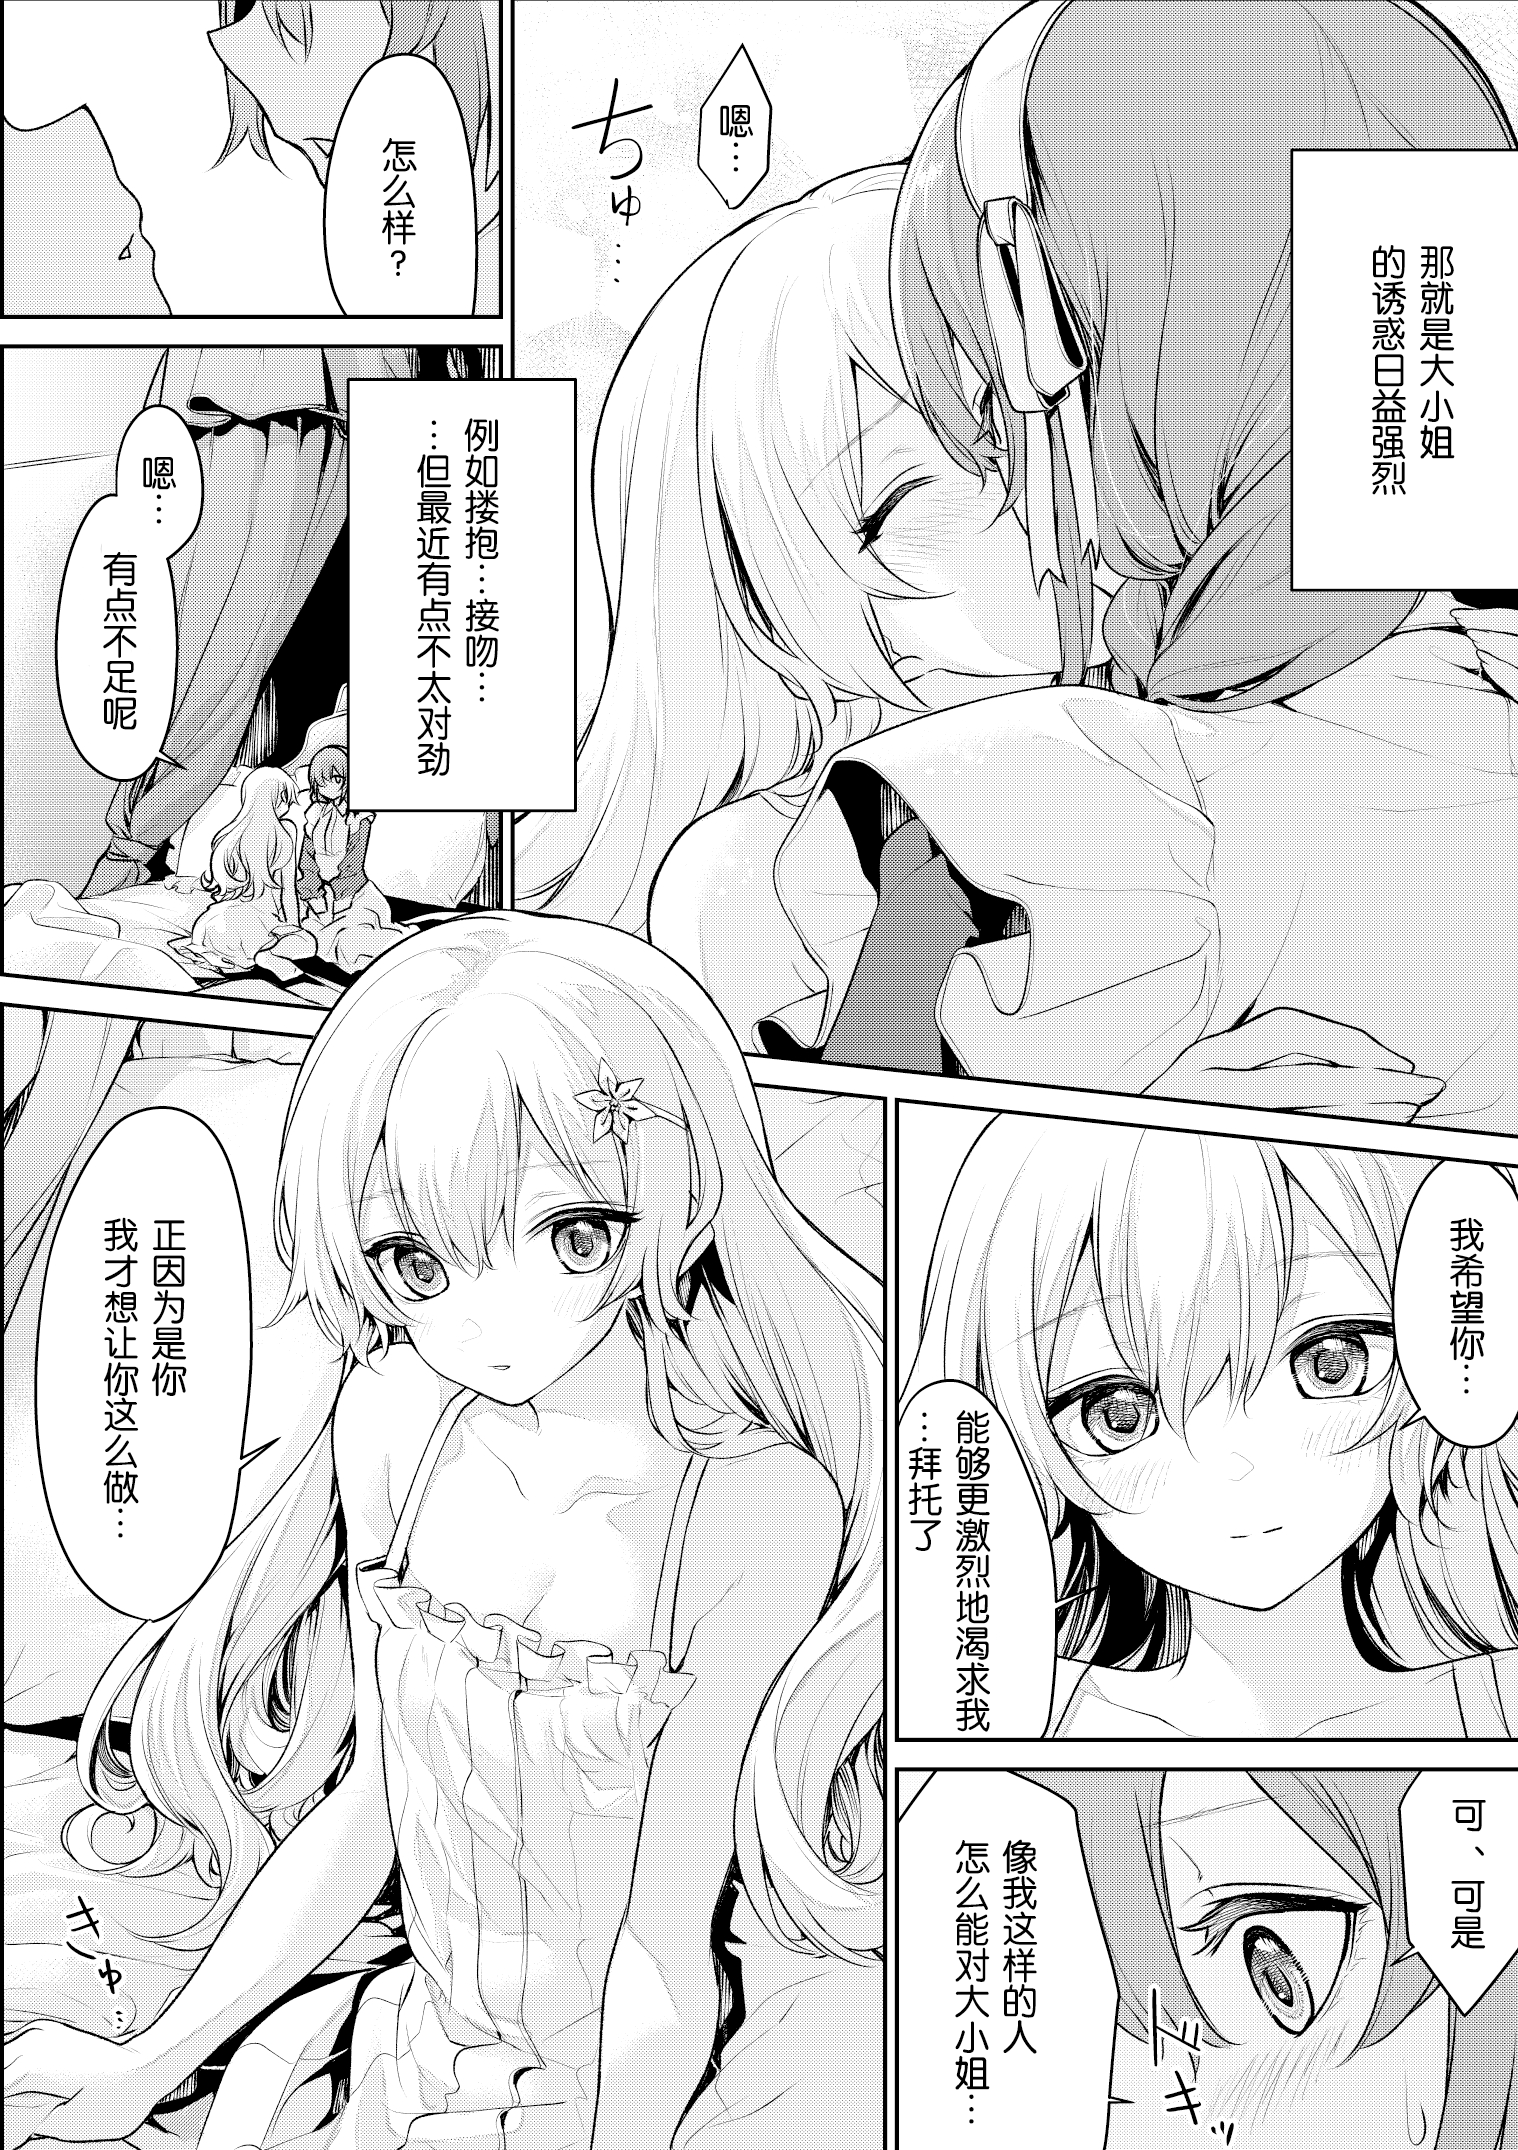 那就是大小姐
的诱惑日益强烈
嗯…
ちゅ…
怎么样？
例如搂抱…接吻…
…但最近有点不太对劲
嗯…
有点不足呢
我希望你…
能够更激烈地渴求我
…拜托了
可、可是
ドキ
像我这样的人
怎么能对大小姐…
正因为是你
我才想让你这么做…
きゅ…